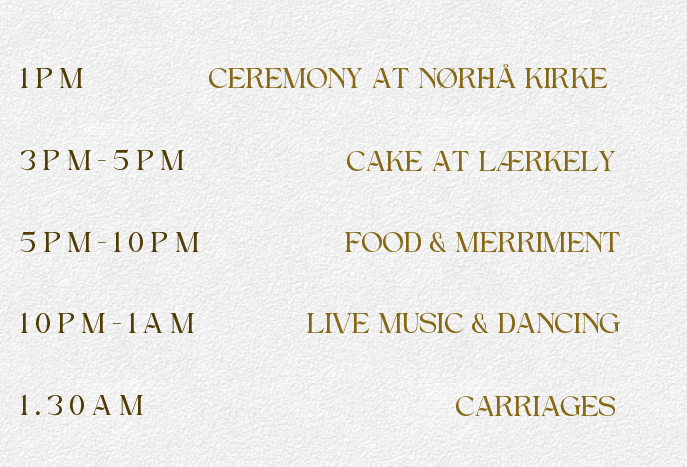 1PM CEREMONY AT NØRHÅ KIRKE
3PM-5PM CAKE AT LÆRKELY
5PM-10PM FOOD & MERRIMENT
10PM-1AM LIVE MUSIC & DANCING
1.30AM CARRIAGES